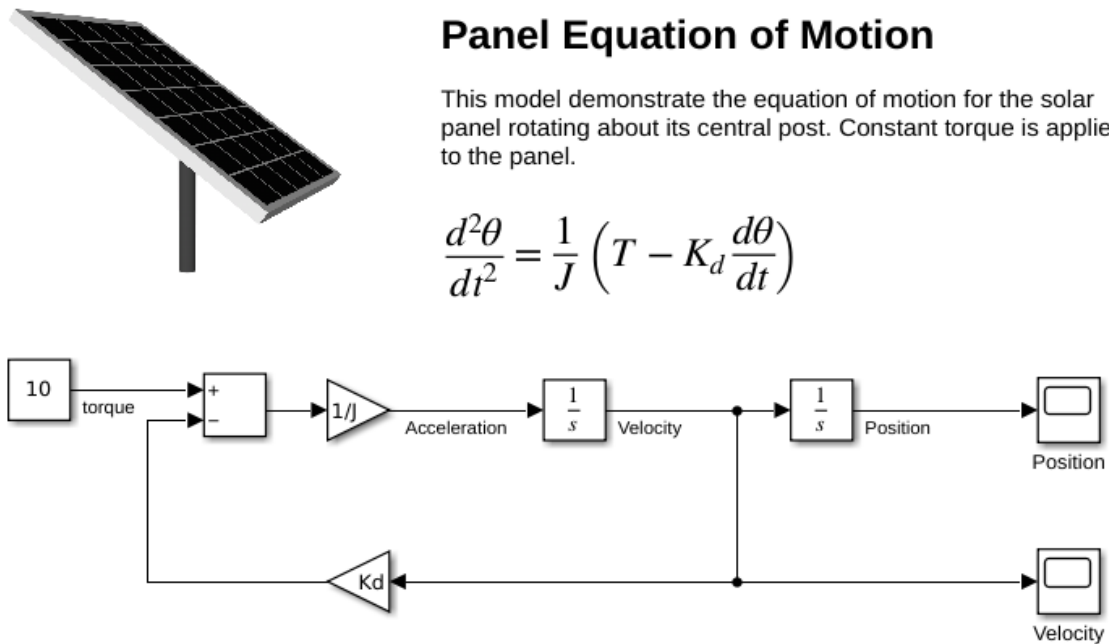 Panel Equation of Motion
This model demonstrate the equation of motion for the solar
panel rotating about its central post. Constant torque is applie
to the panel.
d²θ/dt² = 1/J (T − K_d dθ/dt)
10
torque
+
−
1/J
Acceleration
1/s
Velocity
1/s
Position
Position
Kd
Velocity